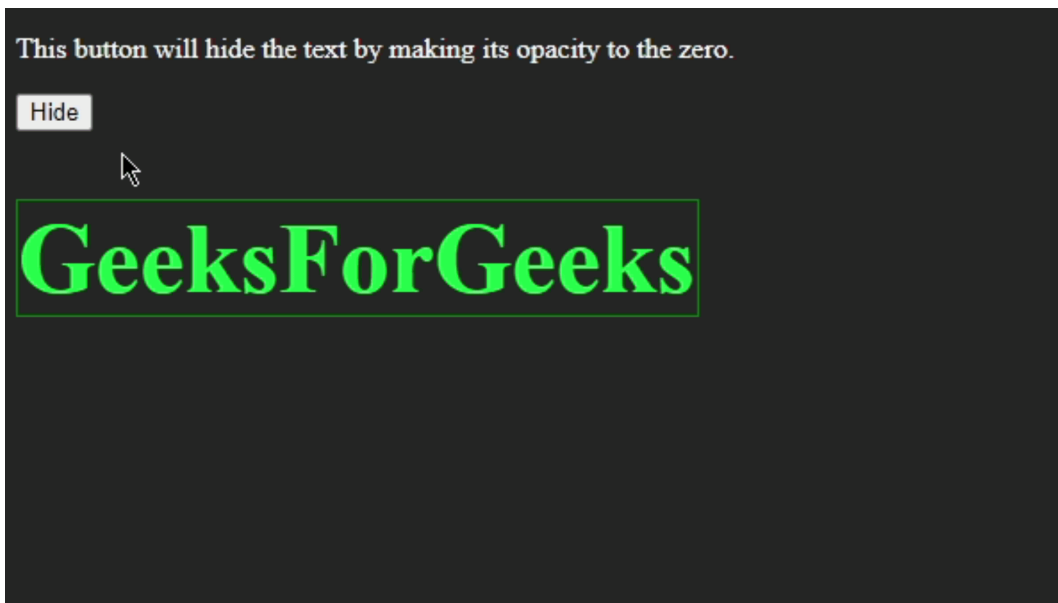 This button will hide the text by making its opacity to the zero.
Hide
GeeksForGeeks